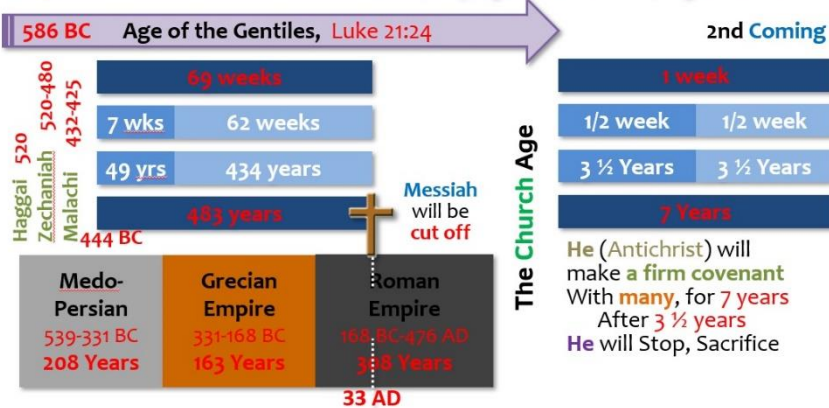 586 BC Age of the Gentiles, Luke 21:24
2nd Coming
Haggai 520
Zechaniah 520-480
Malachi 432-425
69 weeks
7 wks 62 weeks
49 yrs 434 years
483 years
444 BC
Messiah
will be
cut off
The Church Age
1 week
1/2 week 1/2 week
3 ½ Years 3 ½ Years
7 Years
He (Antichrist) will
make a firm covenant
With many, for 7 years
After 3 ½ years
He will Stop, Sacrifice
Medo-
Persian
539-331 BC
208 Years
Grecian
Empire
331-168 BC
163 Years
Roman
Empire
168 BC-476 AD
308 Years
33 AD